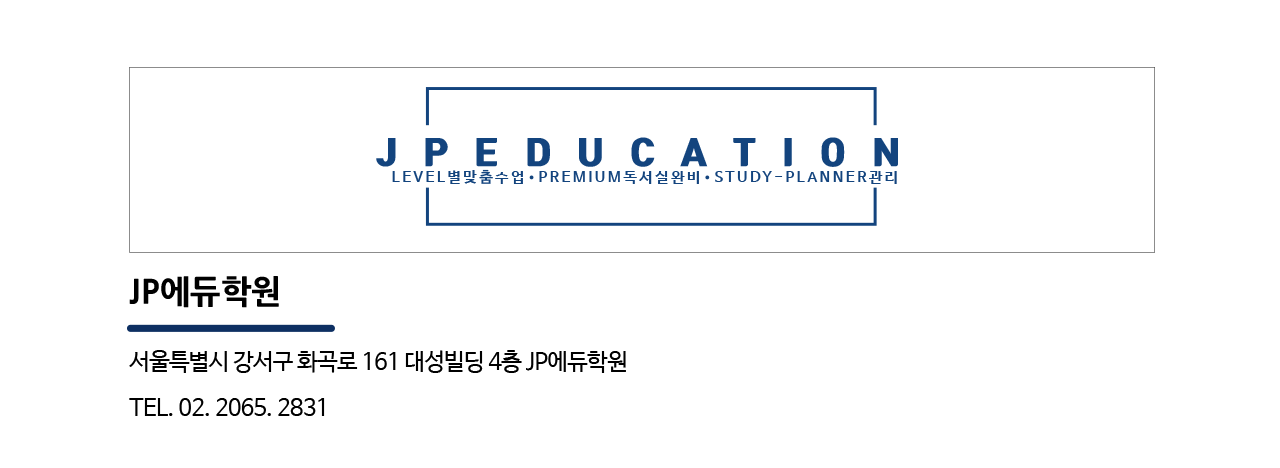 JPEDUCATION
LEVEL별맞춤수업•PREMIUM독서실완비•STUDY-PLANNER관리
JP에듀학원
서울특별시 강서구 화곡로 161 대성빌딩 4층 JP에듀학원
TEL. 02. 2065. 2831